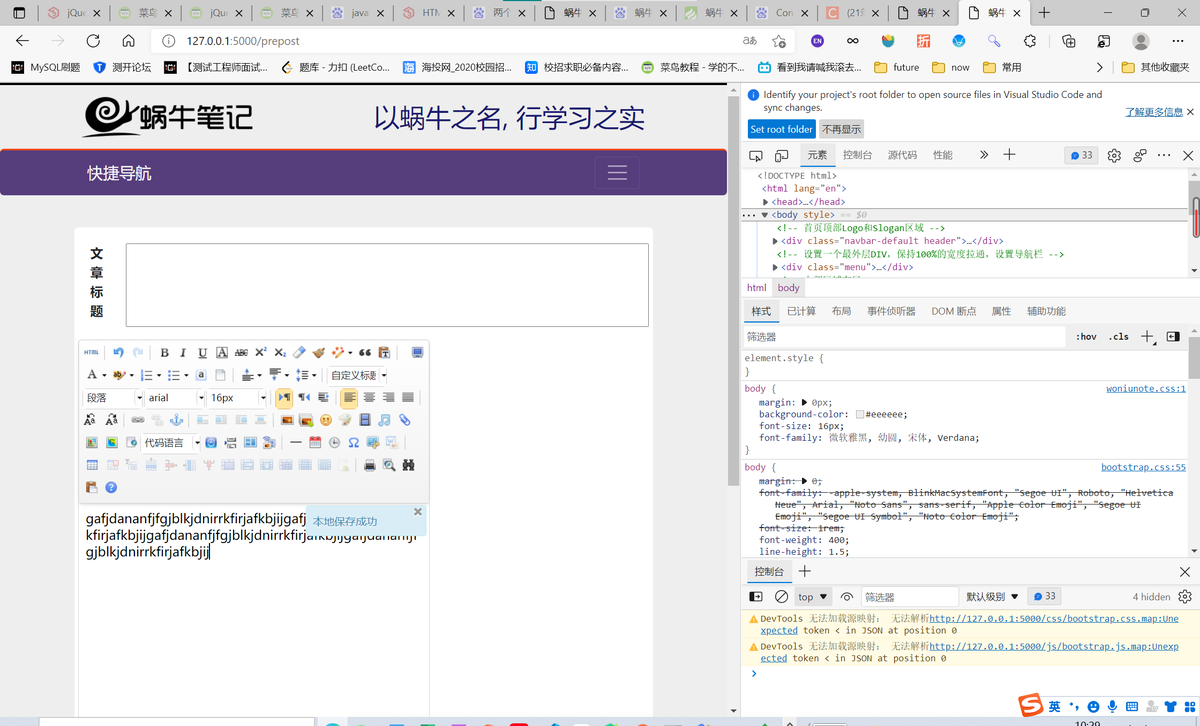 jQue
菜鸟
jQu
菜鸟
java
HTM
两个
蜗牛
蜗牛
蜗牛
Con
(21条
蜗牛
蜗牛
127.0.0.1:5000/prepost
MySQL刷题
测开论坛
【测试工程师面试...
题库 - 力扣 (LeetCo...
海投网_2020校园招...
校招求职必备内容...
菜鸟教程 - 学的不...
看到我请喊我滚去...
future
now
常用
其他收藏夹
蜗牛笔记
以蜗牛之名, 行学习之实
快捷导航
文
章
标
题
HTML
自定义标题
段落
arial
16px
代码语言
本地保存成功
gafjdananfjfgjblkjdnirrkfirjafkbjijgafj
kfirjafkbjijgafjdananfjfgjblkjdnirrkfirjafkbjijgafjdananfjf
gjblkjdnirrkfirjafkbjij
Identify your project's root folder to open source files in Visual Studio Code and
sync changes.
了解更多信息
Set root folder
不再显示
元素
控制台
源代码
性能
33
<!DOCTYPE html>
<html lang="en">
<head>…</head>
<body style> == $0
<!-- 首页顶部Logo和Slogan区域 -->
<div class="navbar-default header">…</div>
<!-- 设置一个最外层DIV，保持100%的宽度拉通，设置导航栏 -->
<div class="menu">…</div>
html
body
样式
已计算
布局
事件侦听器
DOM 断点
属性
辅助功能
筛选器
:hov
.cls
element.style {
}
body {
woniunote.css:1
margin: 0px;
background-color: #eeeeee;
font-size: 16px;
font-family: 微软雅黑, 幼圆, 宋体, Verdana;
}
body {
bootstrap.css:55
margin: 0;
font-family: -apple-system, BlinkMacSystemFont, "Segoe UI", Roboto, "Helvetica
Neue", Arial, "Noto Sans", sans-serif, "Apple Color Emoji", "Segoe UI
Emoji", "Segoe UI Symbol", "Noto Color Emoji";
font-size: 1rem;
font-weight: 400;
line-height: 1.5;
控制台
top
筛选器
默认级别
33
4 hidden
DevTools 无法加载源映射: 无法解析http://127.0.0.1:5000/css/bootstrap.css.map:Une
xpected token < in JSON at position 0
DevTools 无法加载源映射: 无法解析http://127.0.0.1:5000/js/bootstrap.js.map:Unexp
ected token < in JSON at position 0
英
10:29